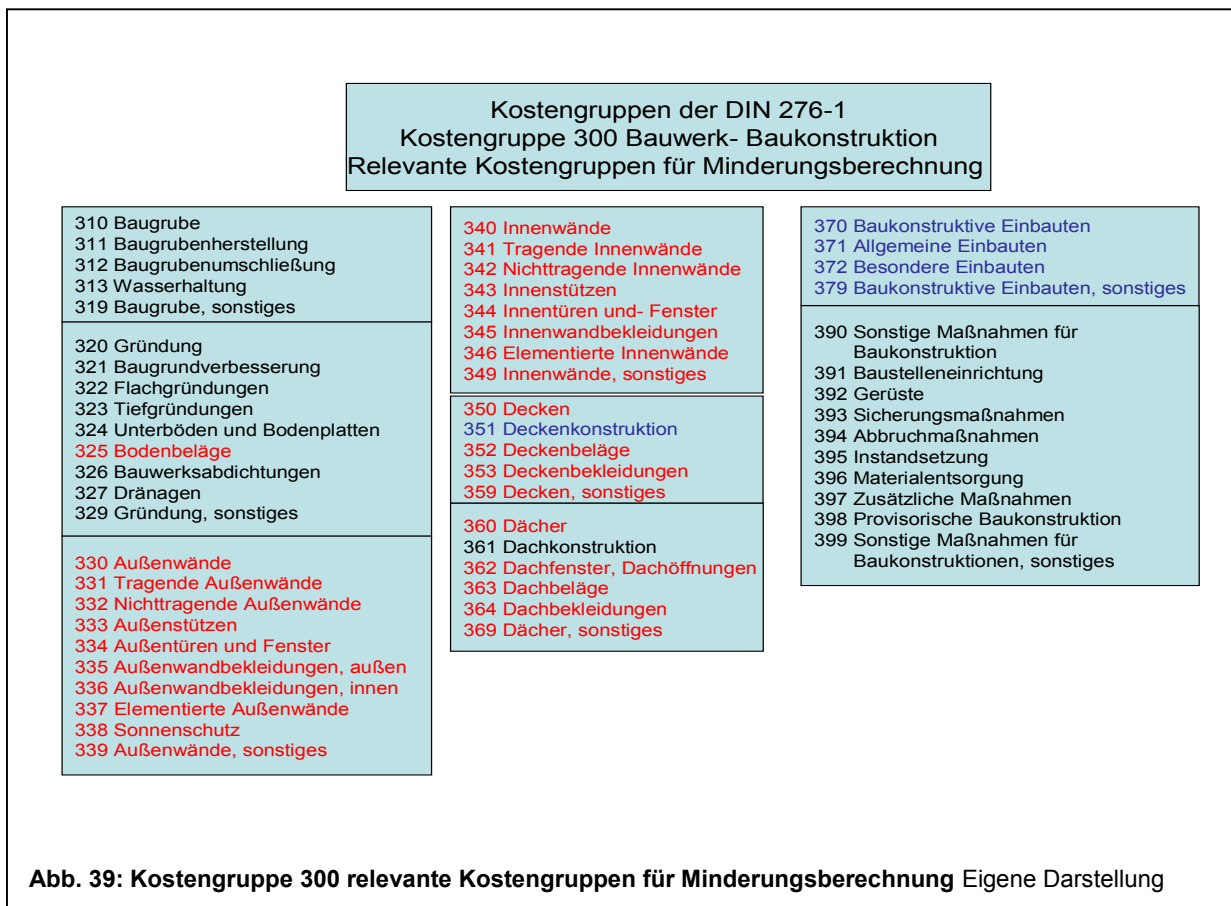 Kostengruppen der DIN 276-1
Kostengruppe 300 Bauwerk- Baukonstruktion
Relevante Kostengruppen für Minderungsberechnung
310 Baugrube
311 Baugrubenherstellung
312 Baugrubenumschließung
313 Wasserhaltung
319 Baugrube, sonstiges
320 Gründung
321 Baugrundverbesserung
322 Flachgründungen
323 Tiefgründungen
324 Unterböden und Bodenplatten
325 Bodenbeläge
326 Bauwerksabdichtungen
327 Dränagen
329 Gründung, sonstiges
330 Außenwände
331 Tragende Außenwände
332 Nichttragende Außenwände
333 Außenstützen
334 Außentüren und Fenster
335 Außenwandbekleidungen, außen
336 Außenwandbekleidungen, innen
337 Elementierte Außenwände
338 Sonnenschutz
339 Außenwände, sonstiges
340 Innenwände
341 Tragende Innenwände
342 Nichttragende Innenwände
343 Innenstützen
344 Innentüren und- Fenster
345 Innenwandbekleidungen
346 Elementierte Innenwände
349 Innenwände, sonstiges
350 Decken
351 Deckenkonstruktion
352 Deckenbeläge
353 Deckenbekleidungen
359 Decken, sonstiges
360 Dächer
361 Dachkonstruktion
362 Dachfenster, Dachöffnungen
363 Dachbeläge
364 Dachbekleidungen
369 Dächer, sonstiges
370 Baukonstruktive Einbauten
371 Allgemeine Einbauten
372 Besondere Einbauten
379 Baukonstruktive Einbauten, sonstiges
390 Sonstige Maßnahmen für
Baukonstruktion
391 Baustelleneinrichtung
392 Gerüste
393 Sicherungsmaßnahmen
394 Abbruchmaßnahmen
395 Instandsetzung
396 Materialentsorgung
397 Zusätzliche Maßnahmen
398 Provisorische Baukonstruktion
399 Sonstige Maßnahmen für
Baukonstruktionen, sonstiges
Abb. 39: Kostengruppe 300 relevante Kostengruppen für Minderungsberechnung Eigene Darstellung